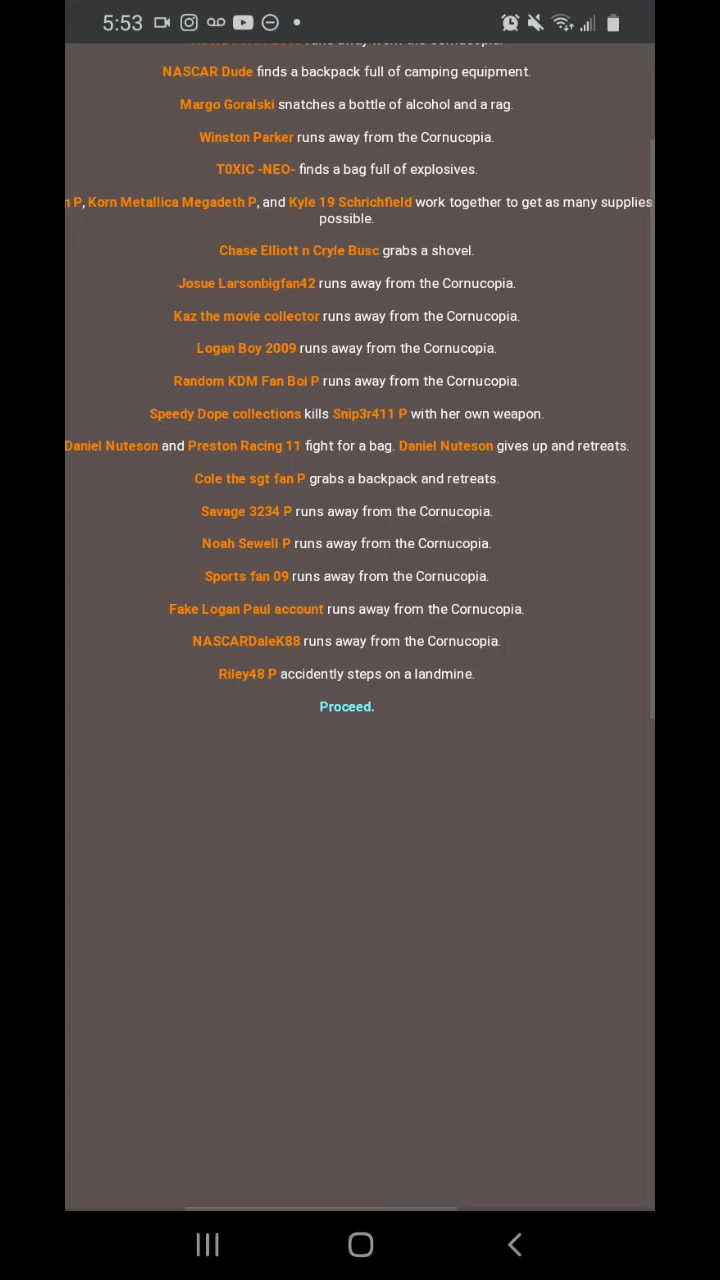 5:53
NASCAR Dude finds a backpack full of camping equipment.
Margo Goralski snatches a bottle of alcohol and a rag.
Winston Parker runs away from the Cornucopia.
T0XIC -NEO- finds a bag full of explosives.
n P, Korn Metallica Megadeth P, and Kyle 19 Schrichfield work together to get as many supplies
possible.
Chase Elliott n Cryle Busc grabs a shovel.
Josue Larsonbigfan42 runs away from the Cornucopia.
Kaz the movie collector runs away from the Cornucopia.
Logan Boy 2009 runs away from the Cornucopia.
Random KDM Fan Boi P runs away from the Cornucopia.
Speedy Dope collections kills Snip3r411 P with her own weapon.
Daniel Nuteson and Preston Racing 11 fight for a bag. Daniel Nuteson gives up and retreats.
Cole the sgt fan P grabs a backpack and retreats.
Savage 3234 P runs away from the Cornucopia.
Noah Sewell P runs away from the Cornucopia.
Sports fan 09 runs away from the Cornucopia.
Fake Logan Paul account runs away from the Cornucopia.
NASCARDaleK88 runs away from the Cornucopia.
Riley48 P accidently steps on a landmine.
Proceed.